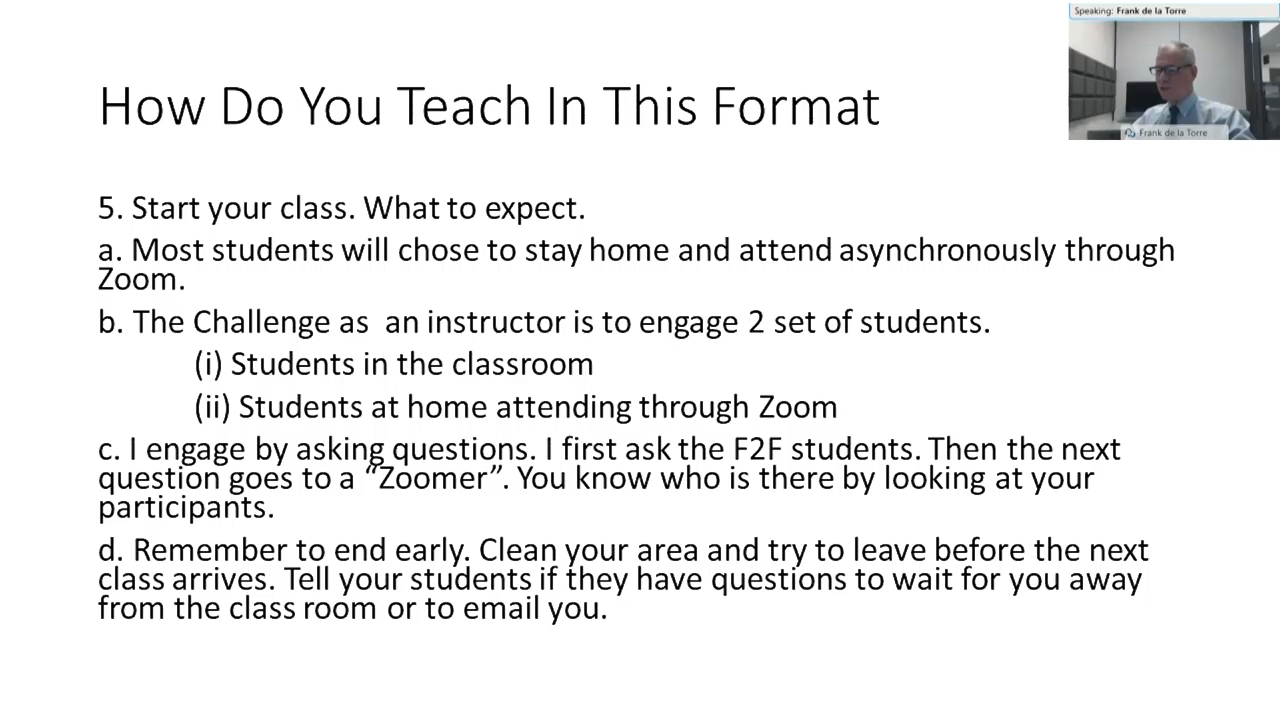 Speaking: Frank de la Torre
Frank de la Torre
How Do You Teach In This Format
5. Start your class. What to expect.
a. Most students will chose to stay home and attend asynchronously through
Zoom.
b. The Challenge as  an instructor is to engage 2 set of students.
(i) Students in the classroom
(ii) Students at home attending through Zoom
c. I engage by asking questions. I first ask the F2F students. Then the next
question goes to a “Zoomer”. You know who is there by looking at your
participants.
d. Remember to end early. Clean your area and try to leave before the next
class arrives. Tell your students if they have questions to wait for you away
from the class room or to email you.